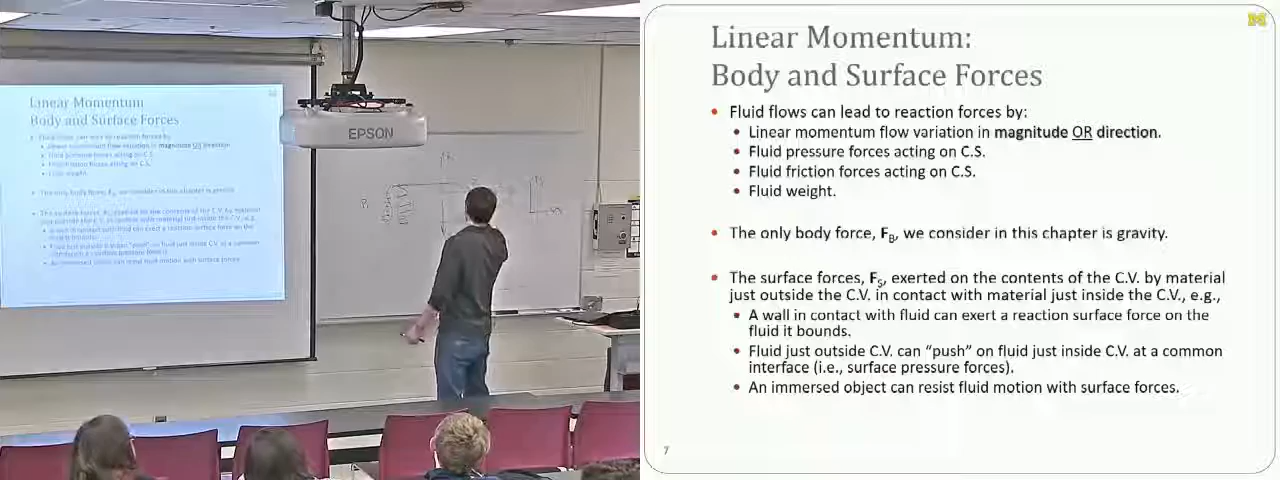 Linear Momentum
Body and Surface Forces
EPSON
M
Linear Momentum:
Body and Surface Forces
• Fluid flows can lead to reaction forces by:
• Linear momentum flow variation in magnitude OR direction.
• Fluid pressure forces acting on C.S.
• Fluid friction forces acting on C.S.
• Fluid weight.
• The only body force, FB, we consider in this chapter is gravity.
• The surface forces, FS, exerted on the contents of the C.V. by material
just outside the C.V. in contact with material just inside the C.V., e.g.,
• A wall in contact with fluid can exert a reaction surface force on the
fluid it bounds.
• Fluid just outside C.V. can “push” on fluid just inside C.V. at a common
interface (i.e., surface pressure forces).
• An immersed object can resist fluid motion with surface forces.
7